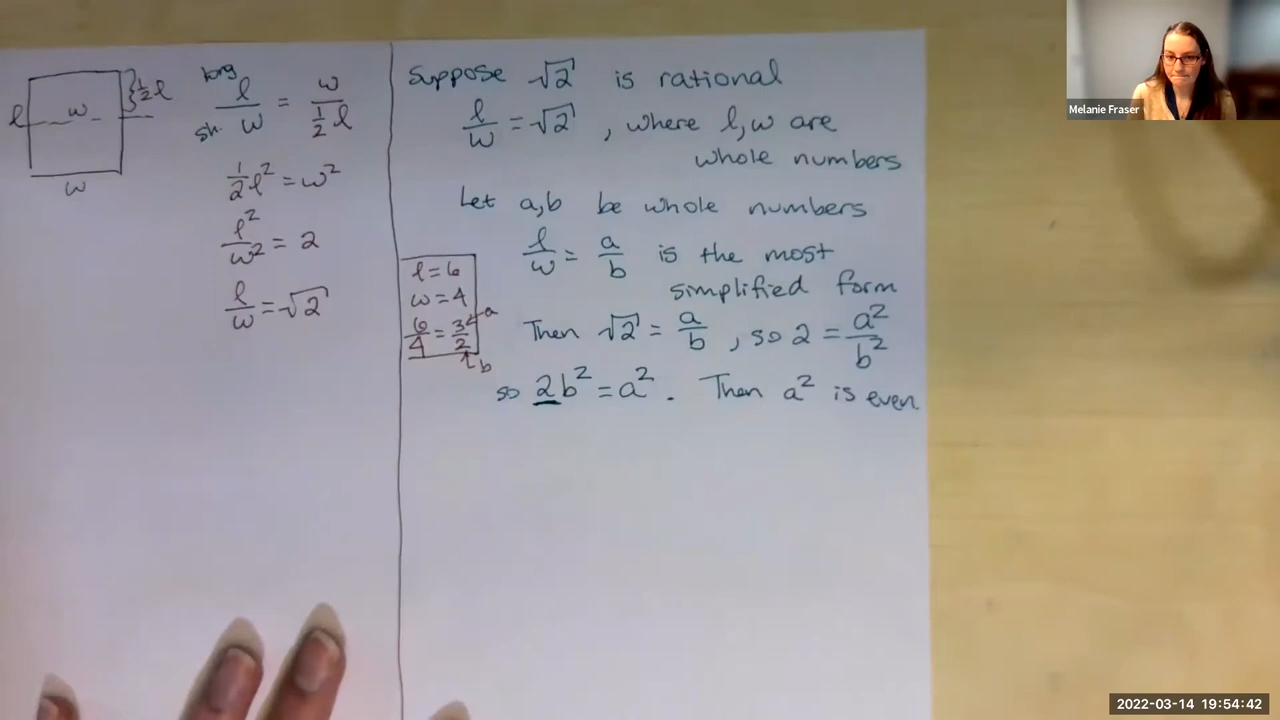 long
l/w = w/(1/2 l)
sh.
l
w
} 1/2 l
w
1/2 l² = w²
l²/w² = 2
l/w = √2
Suppose √2 is rational
l/w = √2 , where l,w are
whole numbers
Let a,b be whole numbers
l/w = a/b is the most
simplified form
l=6
w=4
6/4 = 3/2
←a
↑b
Then √2 = a/b , so 2 = a²/b²
so 2b² = a² . Then a² is even
Melanie Fraser
2022-03-14 19:54:42